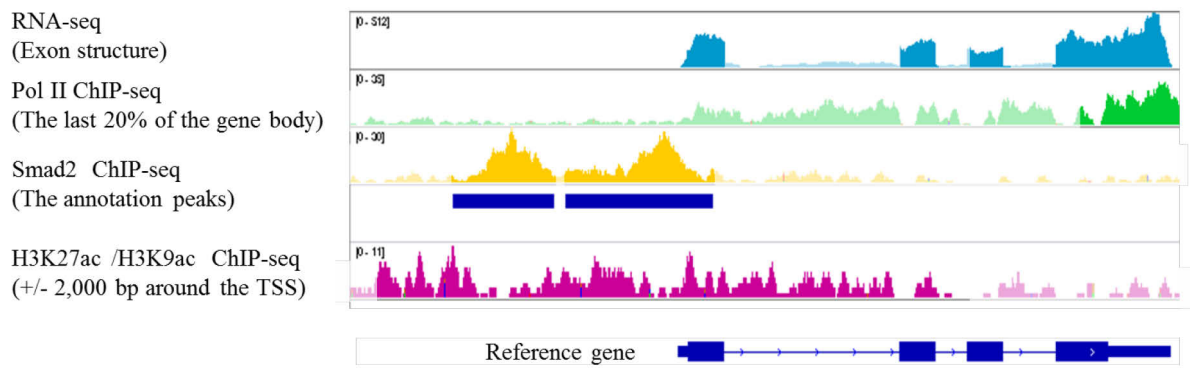 RNA-seq
(Exon structure)
[0 - 512]
Pol II ChIP-seq
(The last 20% of the gene body)
[0 - 35]
Smad2 ChIP-seq
(The annotation peaks)
[0 - 30]
H3K27ac /H3K9ac ChIP-seq
(+/- 2,000 bp around the TSS)
[0 - 11]
Reference gene